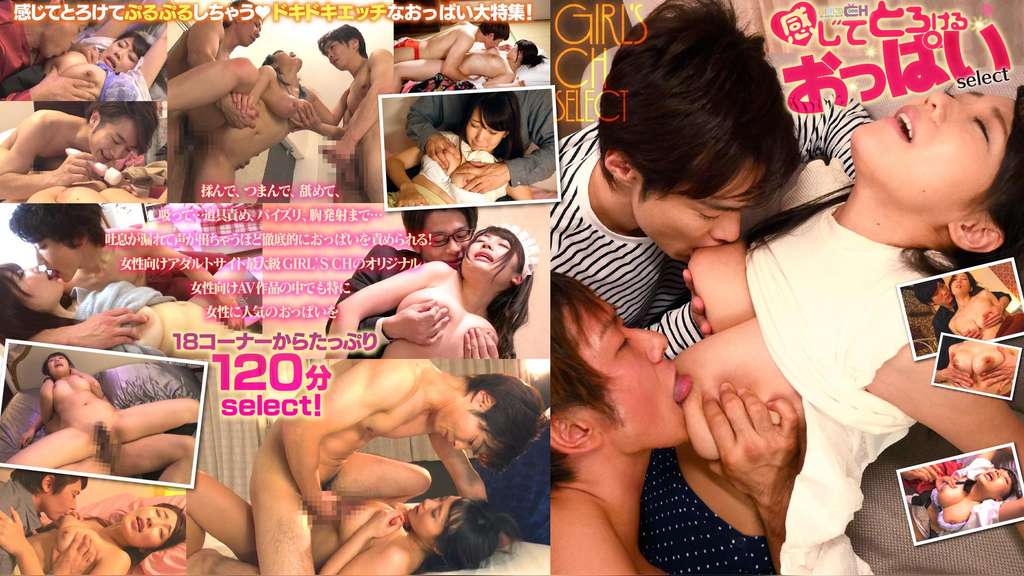 感じてとろけてぷるぷるしちゃう♥ドキドキエッチなおっぱい大特集!
揉んで、つまんで、舐めて、
吸って…道具責め、パイズリ、胸発射まで…
吐息が漏れて声が出ちゃうほど徹底的におっぱいを責められる!
女性向けアダルトサイト最大級GIRL'S CHのオリジナル
女性向けAV作品の中でも特に
女性に人気のおっぱいを
18コーナーからたっぷり
120分
select!
GIRL'S
CH
SELECT
CH
感してとろける
おっぱい
select